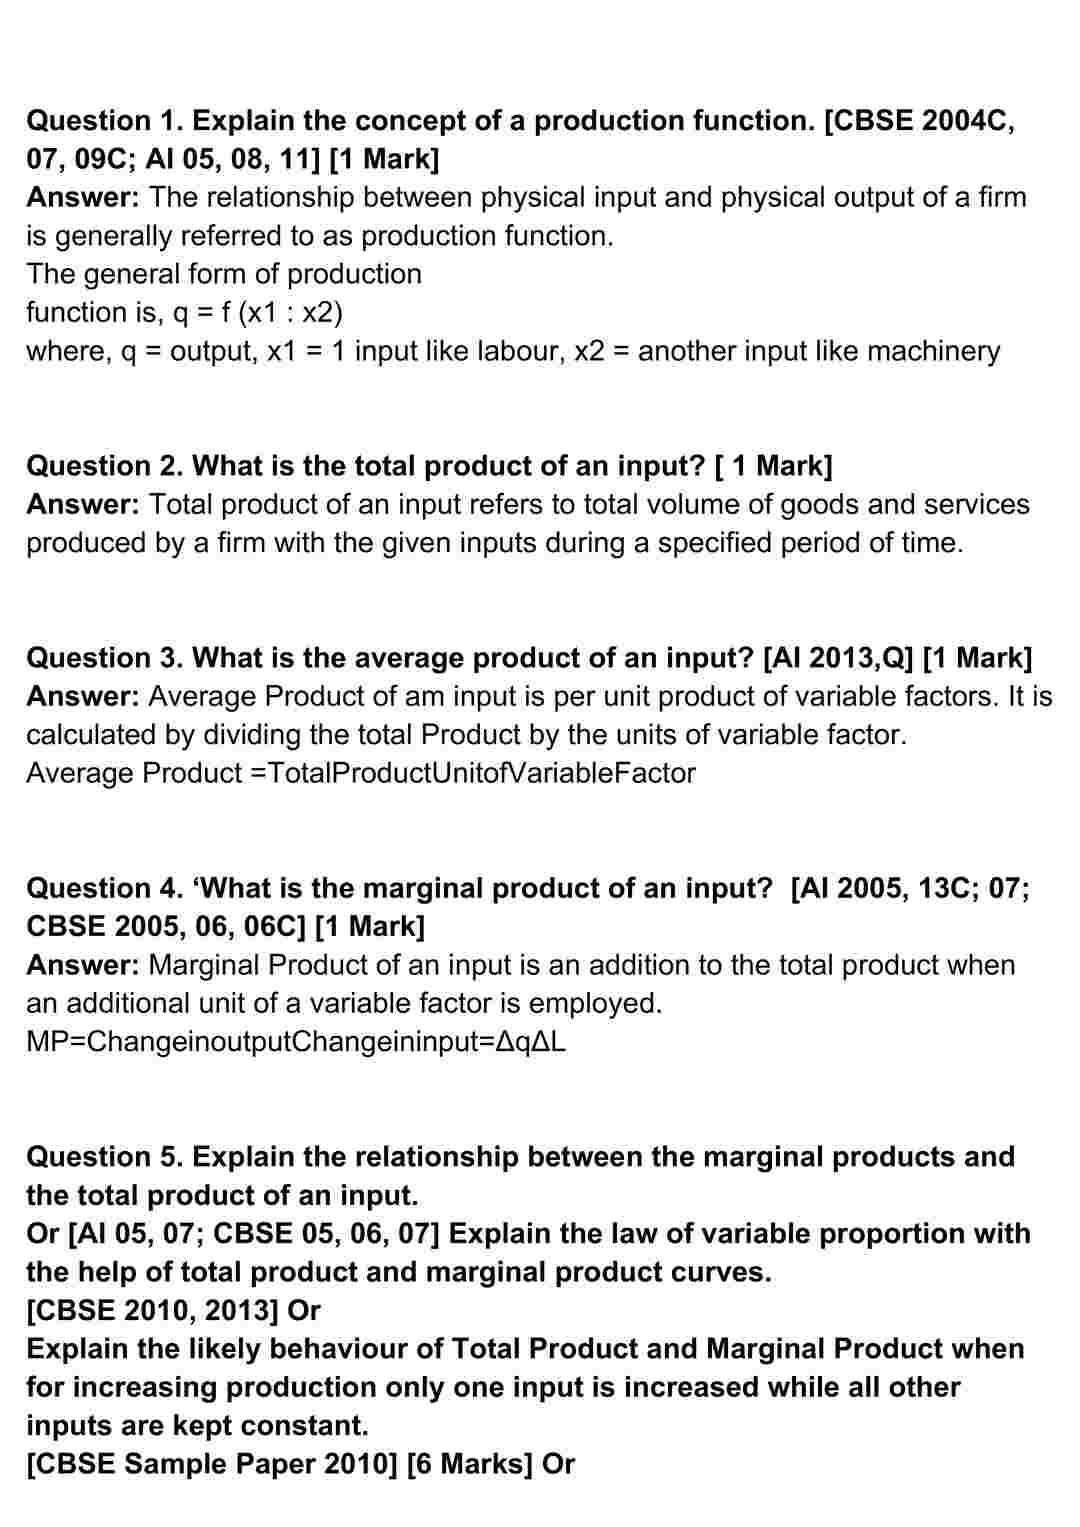 Question 1. Explain the concept of a production function. [CBSE 2004C,
07, 09C; AI 05, 08, 11] [1 Mark]
Answer: The relationship between physical input and physical output of a firm
is generally referred to as production function.
The general form of production
function is, q = f (x1 : x2)
where, q = output, x1 = 1 input like labour, x2 = another input like machinery
Question 2. What is the total product of an input? [ 1 Mark]
Answer: Total product of an input refers to total volume of goods and services
produced by a firm with the given inputs during a specified period of time.
Question 3. What is the average product of an input? [AI 2013,Q] [1 Mark]
Answer: Average Product of am input is per unit product of variable factors. It is
calculated by dividing the total Product by the units of variable factor.
Average Product =TotalProductUnitofVariableFactor
Question 4. ‘What is the marginal product of an input?  [AI 2005, 13C; 07;
CBSE 2005, 06, 06C] [1 Mark]
Answer: Marginal Product of an input is an addition to the total product when
an additional unit of a variable factor is employed.
MP=ChangeinoutputChangeininput=ΔqΔL
Question 5. Explain the relationship between the marginal products and
the total product of an input.
Or [AI 05, 07; CBSE 05, 06, 07] Explain the law of variable proportion with
the help of total product and marginal product curves.
[CBSE 2010, 2013] Or
Explain the likely behaviour of Total Product and Marginal Product when
for increasing production only one input is increased while all other
inputs are kept constant.
[CBSE Sample Paper 2010] [6 Marks] Or